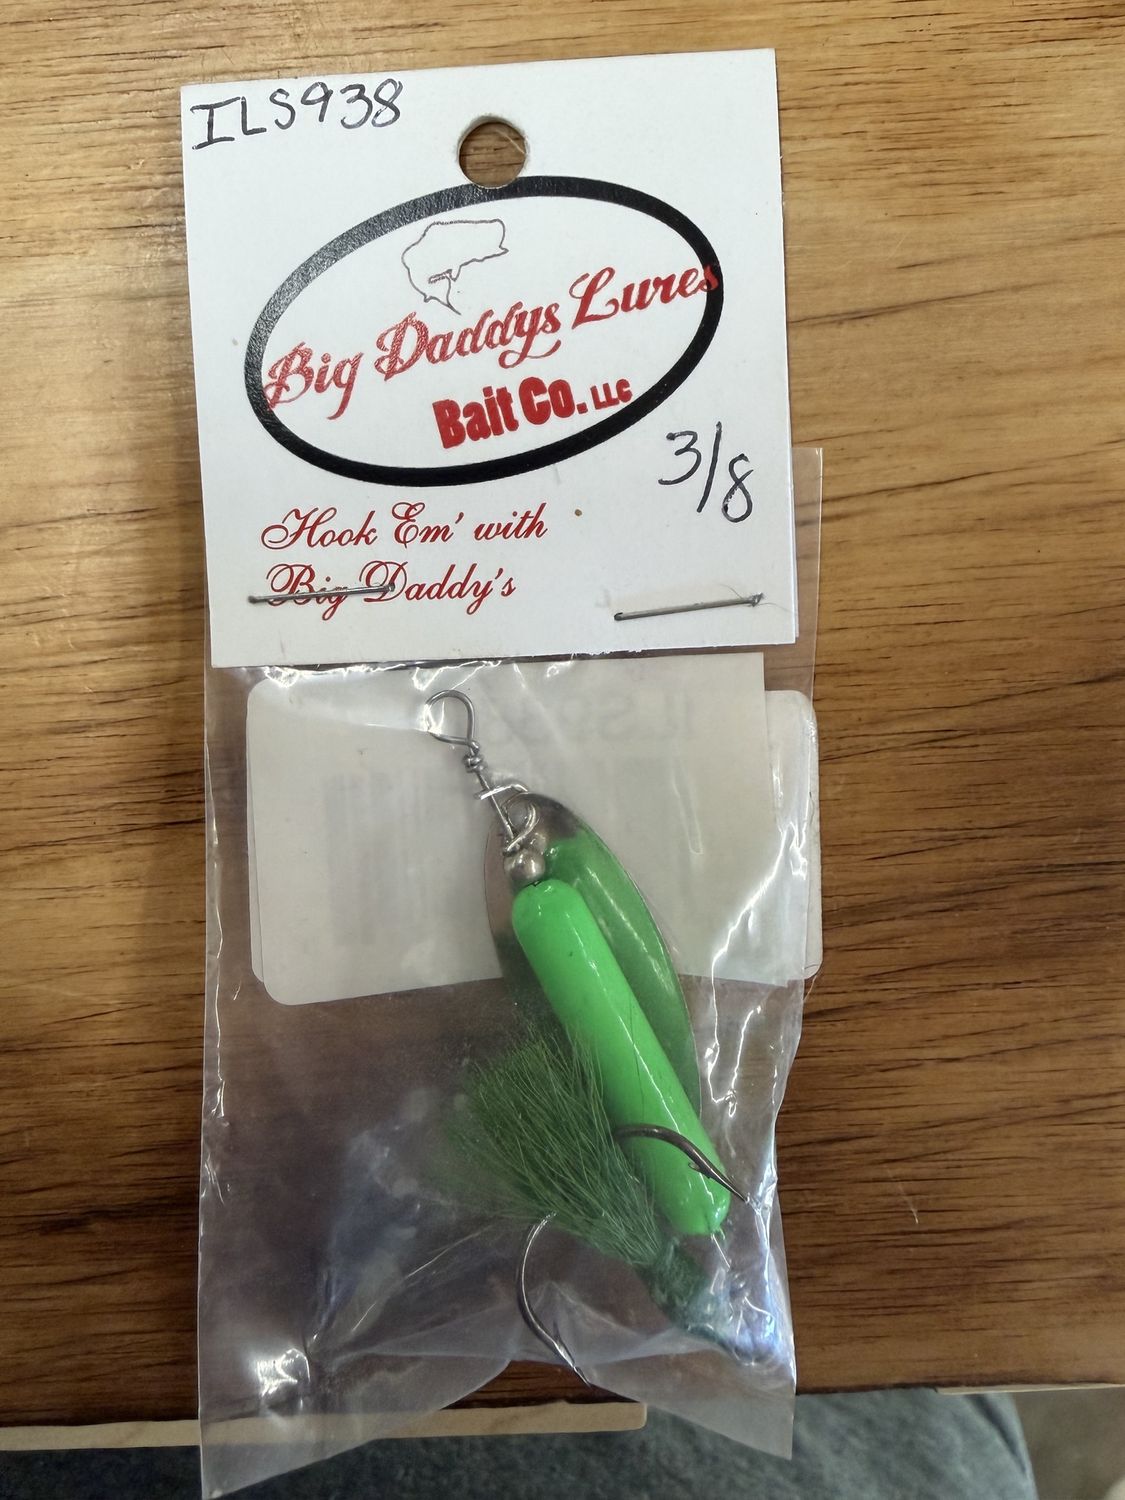 ILS938
Big Daddys Lures
Bait Co. LLC
3/8
Hook Em' with
Big Daddy's